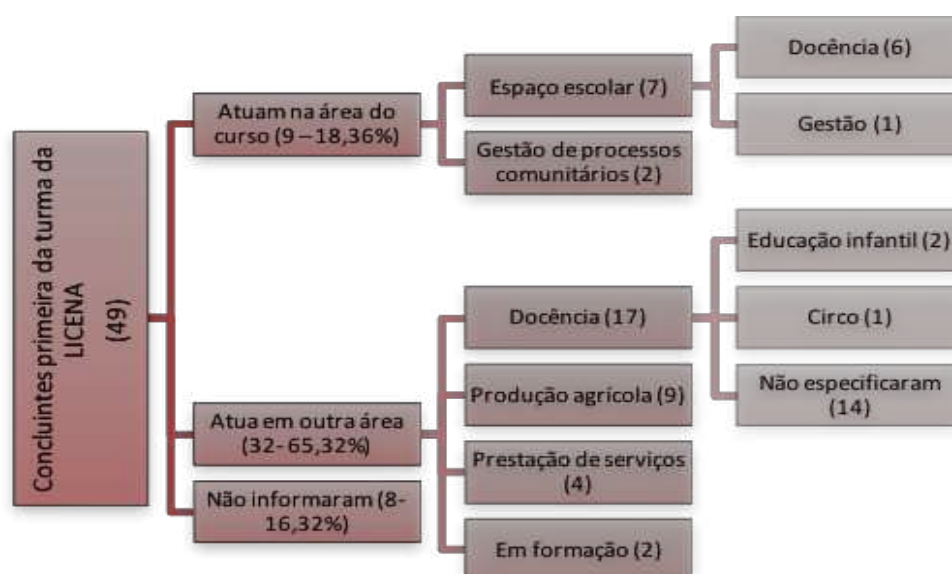 Concluintes primeira da turma da
LICENA
(49)
Atuam na área do
curso (9 – 18,36%)
Espaço escolar (7)
Docência (6)
Gestão (1)
Gestão de processos
comunitários (2)
Atua em outra área
(32- 65,32%)
Docência (17)
Educação infantil (2)
Circo (1)
Não especificaram
(14)
Produção agrícola (9)
Prestação de serviços
(4)
Em formação (2)
Não informaram (8-
16,32%)